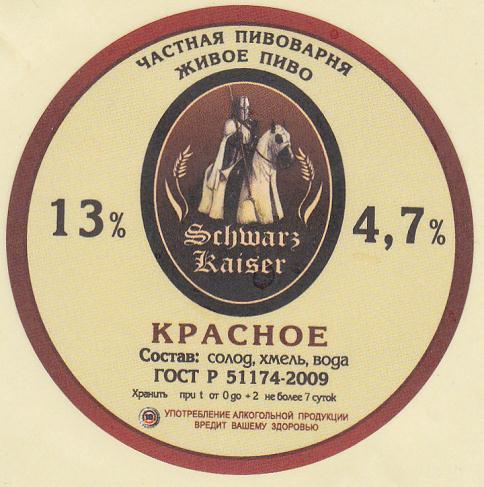 ЧАСТНАЯ ПИВОВАРНЯ
ЖИВОЕ ПИВО
13%
Schwarz
Kaiser
4,7%
КРАСНОЕ
Состав: солод, хмель, вода
ГОСТ Р 51174-2009
Хранить при t от 0 до +2 не более 7 суток
18
УПОТРЕБЛЕНИЕ АЛКОГОЛЬНОЙ ПРОДУКЦИИ
ВРЕДИТ ВАШЕМУ ЗДОРОВЬЮ